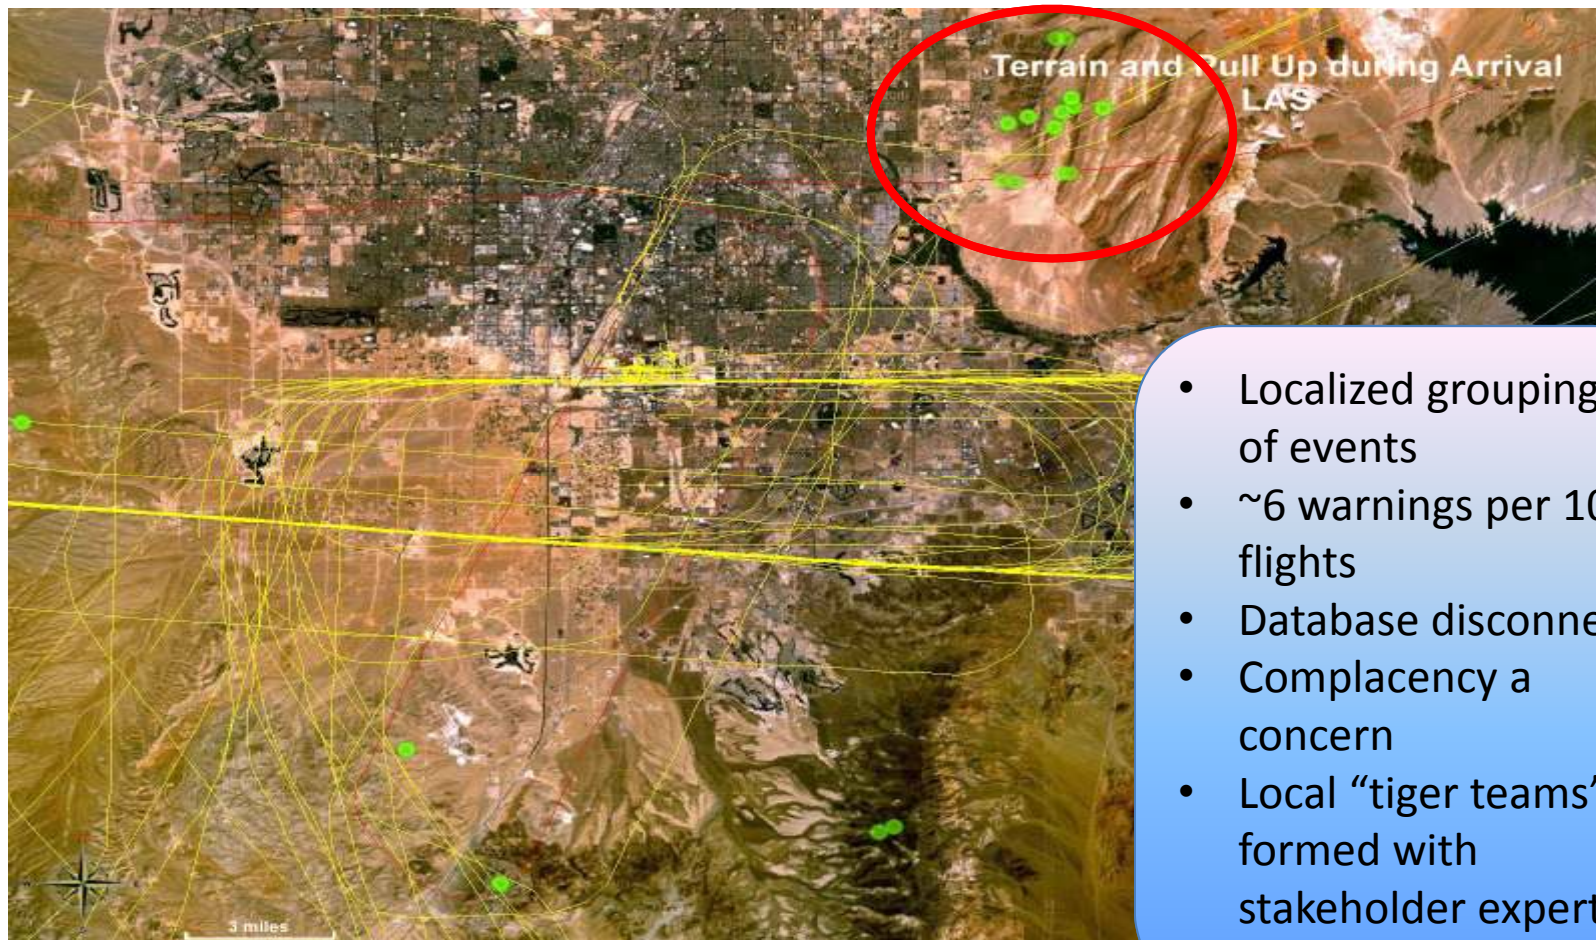 Terrain and Pull Up during Arrival
LAS
• Localized grouping
of events
• ~6 warnings per 10
flights
• Database disconne
• Complacency a
concern
• Local “tiger teams”
formed with
stakeholder expert
3 miles